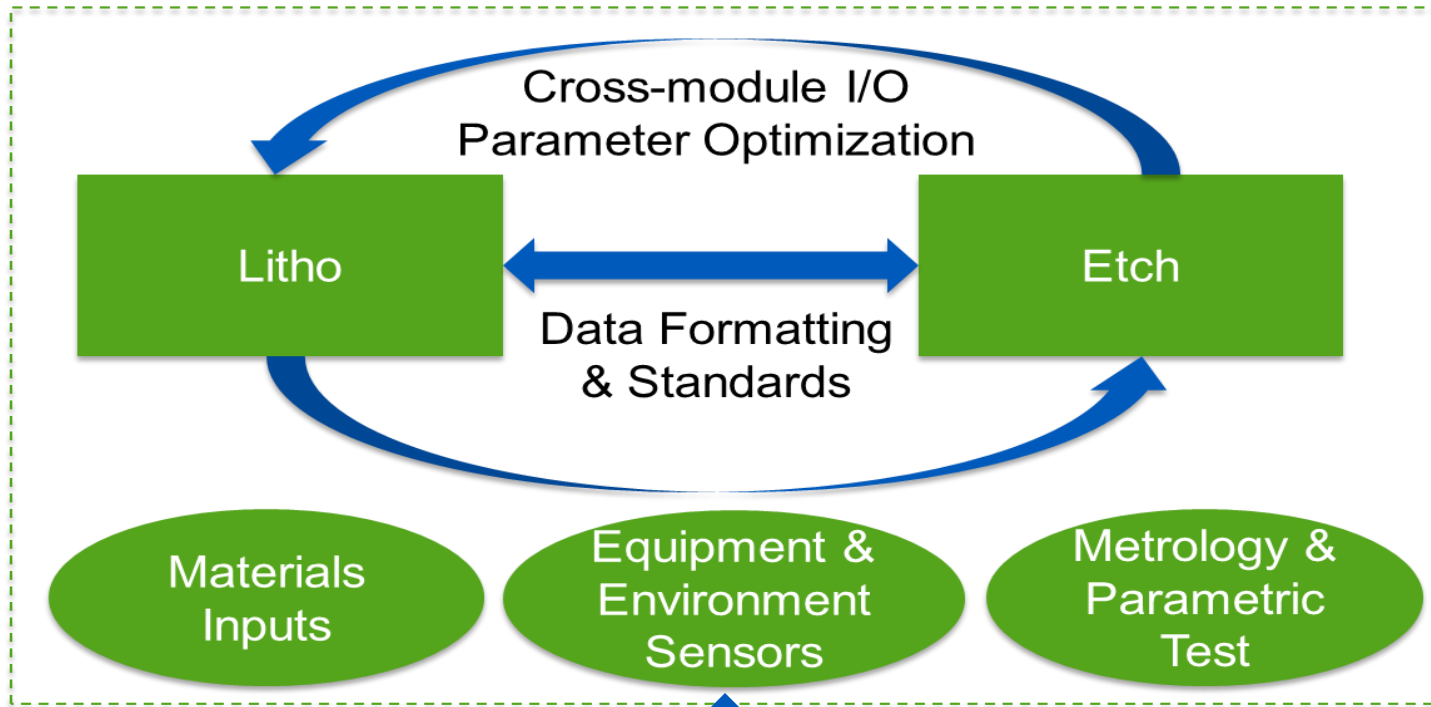 Cross-module I/O
Parameter Optimization
Litho
Etch
Data Formatting
& Standards
Materials
Inputs
Equipment &
Environment
Sensors
Metrology &
Parametric
Test